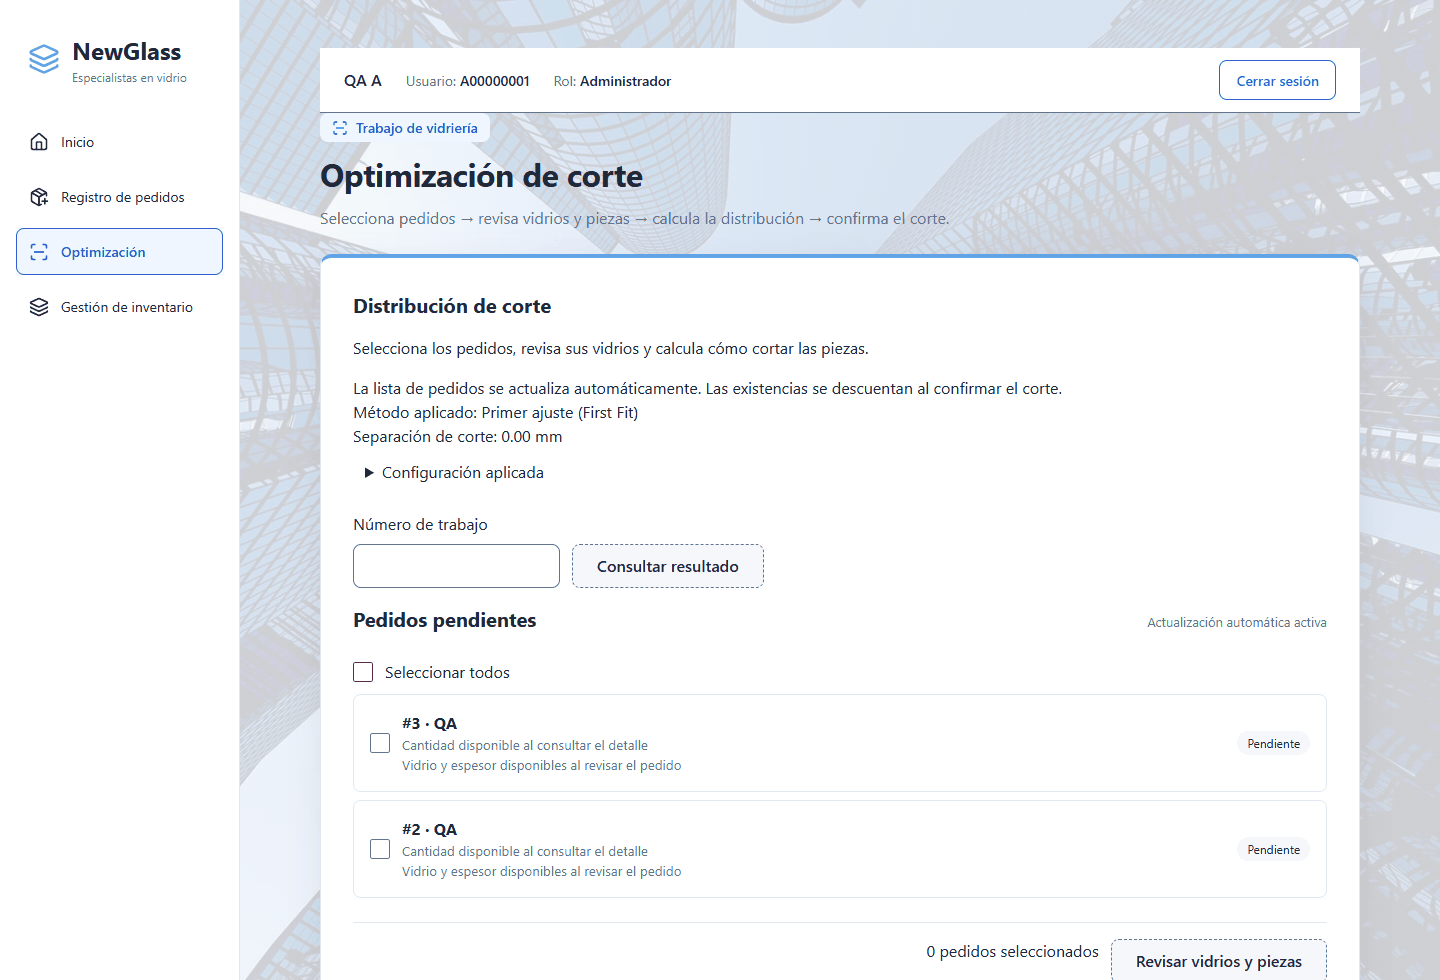 NewGlass
Especialistas en vidrio
Inicio
Registro de pedidos
Optimización
Gestión de inventario
QA A Usuario: A00000001 Rol: Administrador Cerrar sesión
Trabajo de vidriería
Optimización de corte
Selecciona pedidos → revisa vidrios y piezas → calcula la distribución → confirma el corte.
Distribución de corte
Selecciona los pedidos, revisa sus vidrios y calcula cómo cortar las piezas.
La lista de pedidos se actualiza automáticamente. Las existencias se descuentan al confirmar el corte.
Método aplicado: Primer ajuste (First Fit)
Separación de corte: 0.00 mm
Configuración aplicada
Número de trabajo
Consultar resultado
Pedidos pendientes Actualización automática activa
Seleccionar todos
#3 · QA
Cantidad disponible al consultar el detalle
Vidrio y espesor disponibles al revisar el pedido
Pendiente
#2 · QA
Cantidad disponible al consultar el detalle
Vidrio y espesor disponibles al revisar el pedido
Pendiente
0 pedidos seleccionados Revisar vidrios y piezas